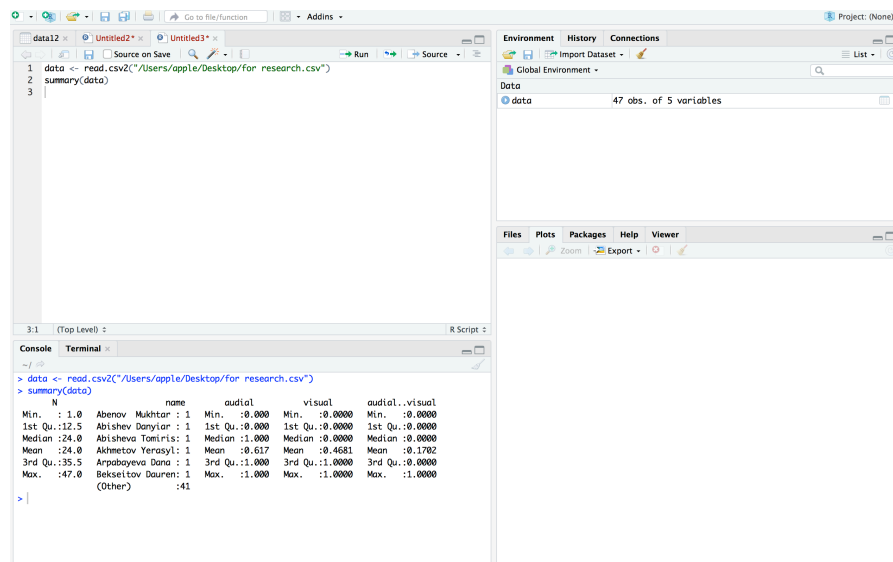 Go to file/function
Addins
Project: (None)
data12
Untitled2*
Untitled3*
Source on Save
Run
Source
1 data <- read.csv2("/Users/apple/Desktop/for research.csv")
2 summary(data)
3
3:1 (Top Level) R Script
Console Terminal
~/
> data <- read.csv2("/Users/apple/Desktop/for research.csv")
> summary(data)
N name audial visual audial..visual
Min. : 1.0 Abenov Mukhtar : 1 Min. :0.000 Min. :0.0000 Min. :0.0000
1st Qu.:12.5 Abishev Danyiar : 1 1st Qu.:0.000 1st Qu.:0.0000 1st Qu.:0.0000
Median :24.0 Abisheva Tomiris: 1 Median :1.000 Median :0.0000 Median :0.0000
Mean :24.0 Akhmetov Yerasyl: 1 Mean :0.617 Mean :0.4681 Mean :0.1702
3rd Qu.:35.5 Arpabayeva Dana : 1 3rd Qu.:1.000 3rd Qu.:1.0000 3rd Qu.:0.0000
Max. :47.0 Bekseitov Dauren: 1 Max. :1.000 Max. :1.0000 Max. :1.0000
(Other) :41
>
Environment History Connections
Import Dataset
List
Global Environment
Data
data 47 obs. of 5 variables
Files Plots Packages Help Viewer
Zoom Export